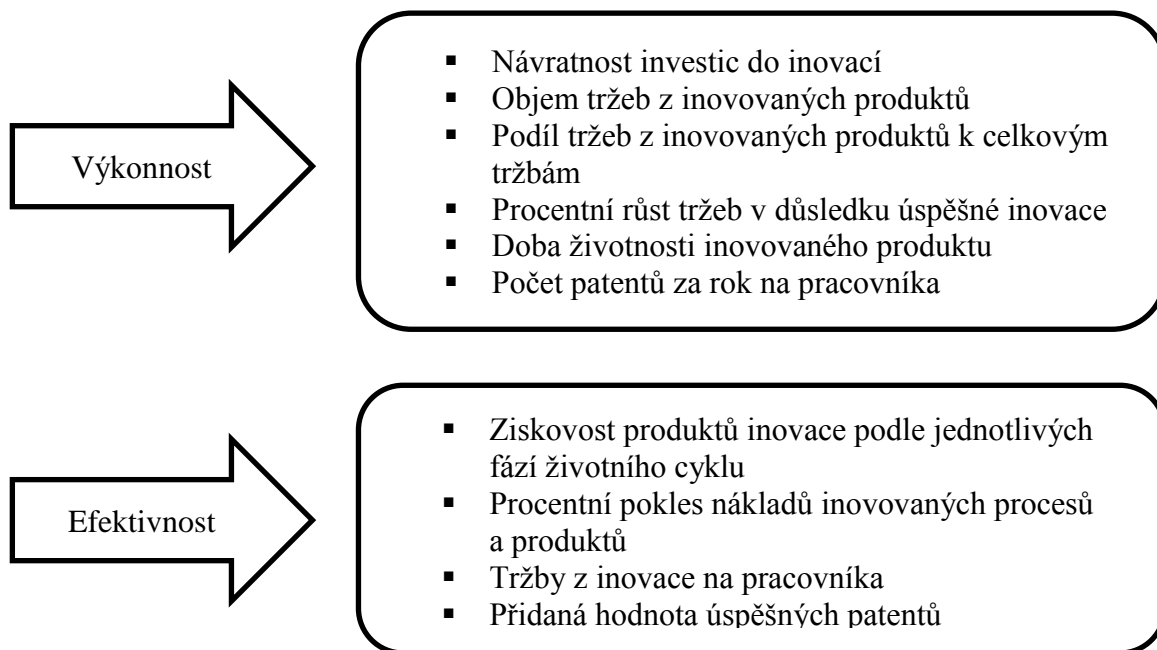 Výkonnost
▪ Návratnost investic do inovací
▪ Objem tržeb z inovovaných produktů
▪ Podíl tržeb z inovovaných produktů k celkovým
tržbám
▪ Procentní růst tržeb v důsledku úspěšné inovace
▪ Doba životnosti inovovaného produktu
▪ Počet patentů za rok na pracovníka
Efektivnost
▪ Ziskovost produktů inovace podle jednotlivých
fází životního cyklu
▪ Procentní pokles nákladů inovovaných procesů
a produktů
▪ Tržby z inovace na pracovníka
▪ Přidaná hodnota úspěšných patentů